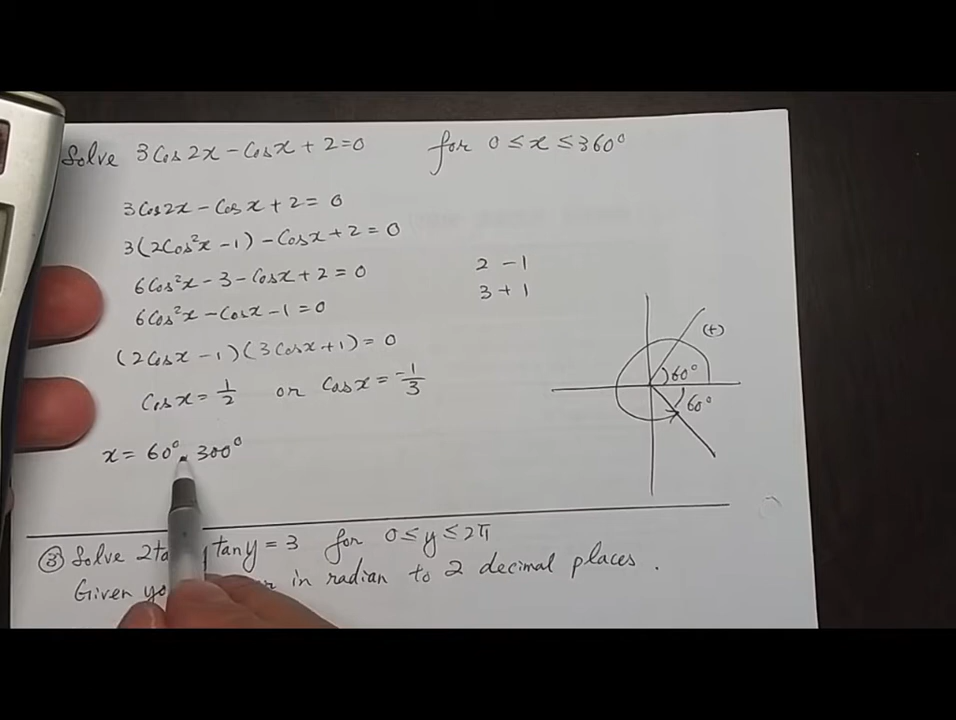 Solve 3Cos2x - Cosx + 2 = 0 for 0 ≤ x ≤ 360°
3Cos2x - Cosx + 2 = 0
3(2Cos²x - 1) - Cosx + 2 = 0
6Cos²x - 3 - Cosx + 2 = 0
2 - 1
6Cos²x - Cosx - 1 = 0
3 + 1
(2Cosx - 1)(3Cosx + 1) = 0
Cosx = 1/2 or Cosx = -1/3
(+)
60°
60°
x = 60°, 300°
③ Solve 2tan y tany = 3 for 0 ≤ y ≤ 2π
Given in radian to 2 decimal places.